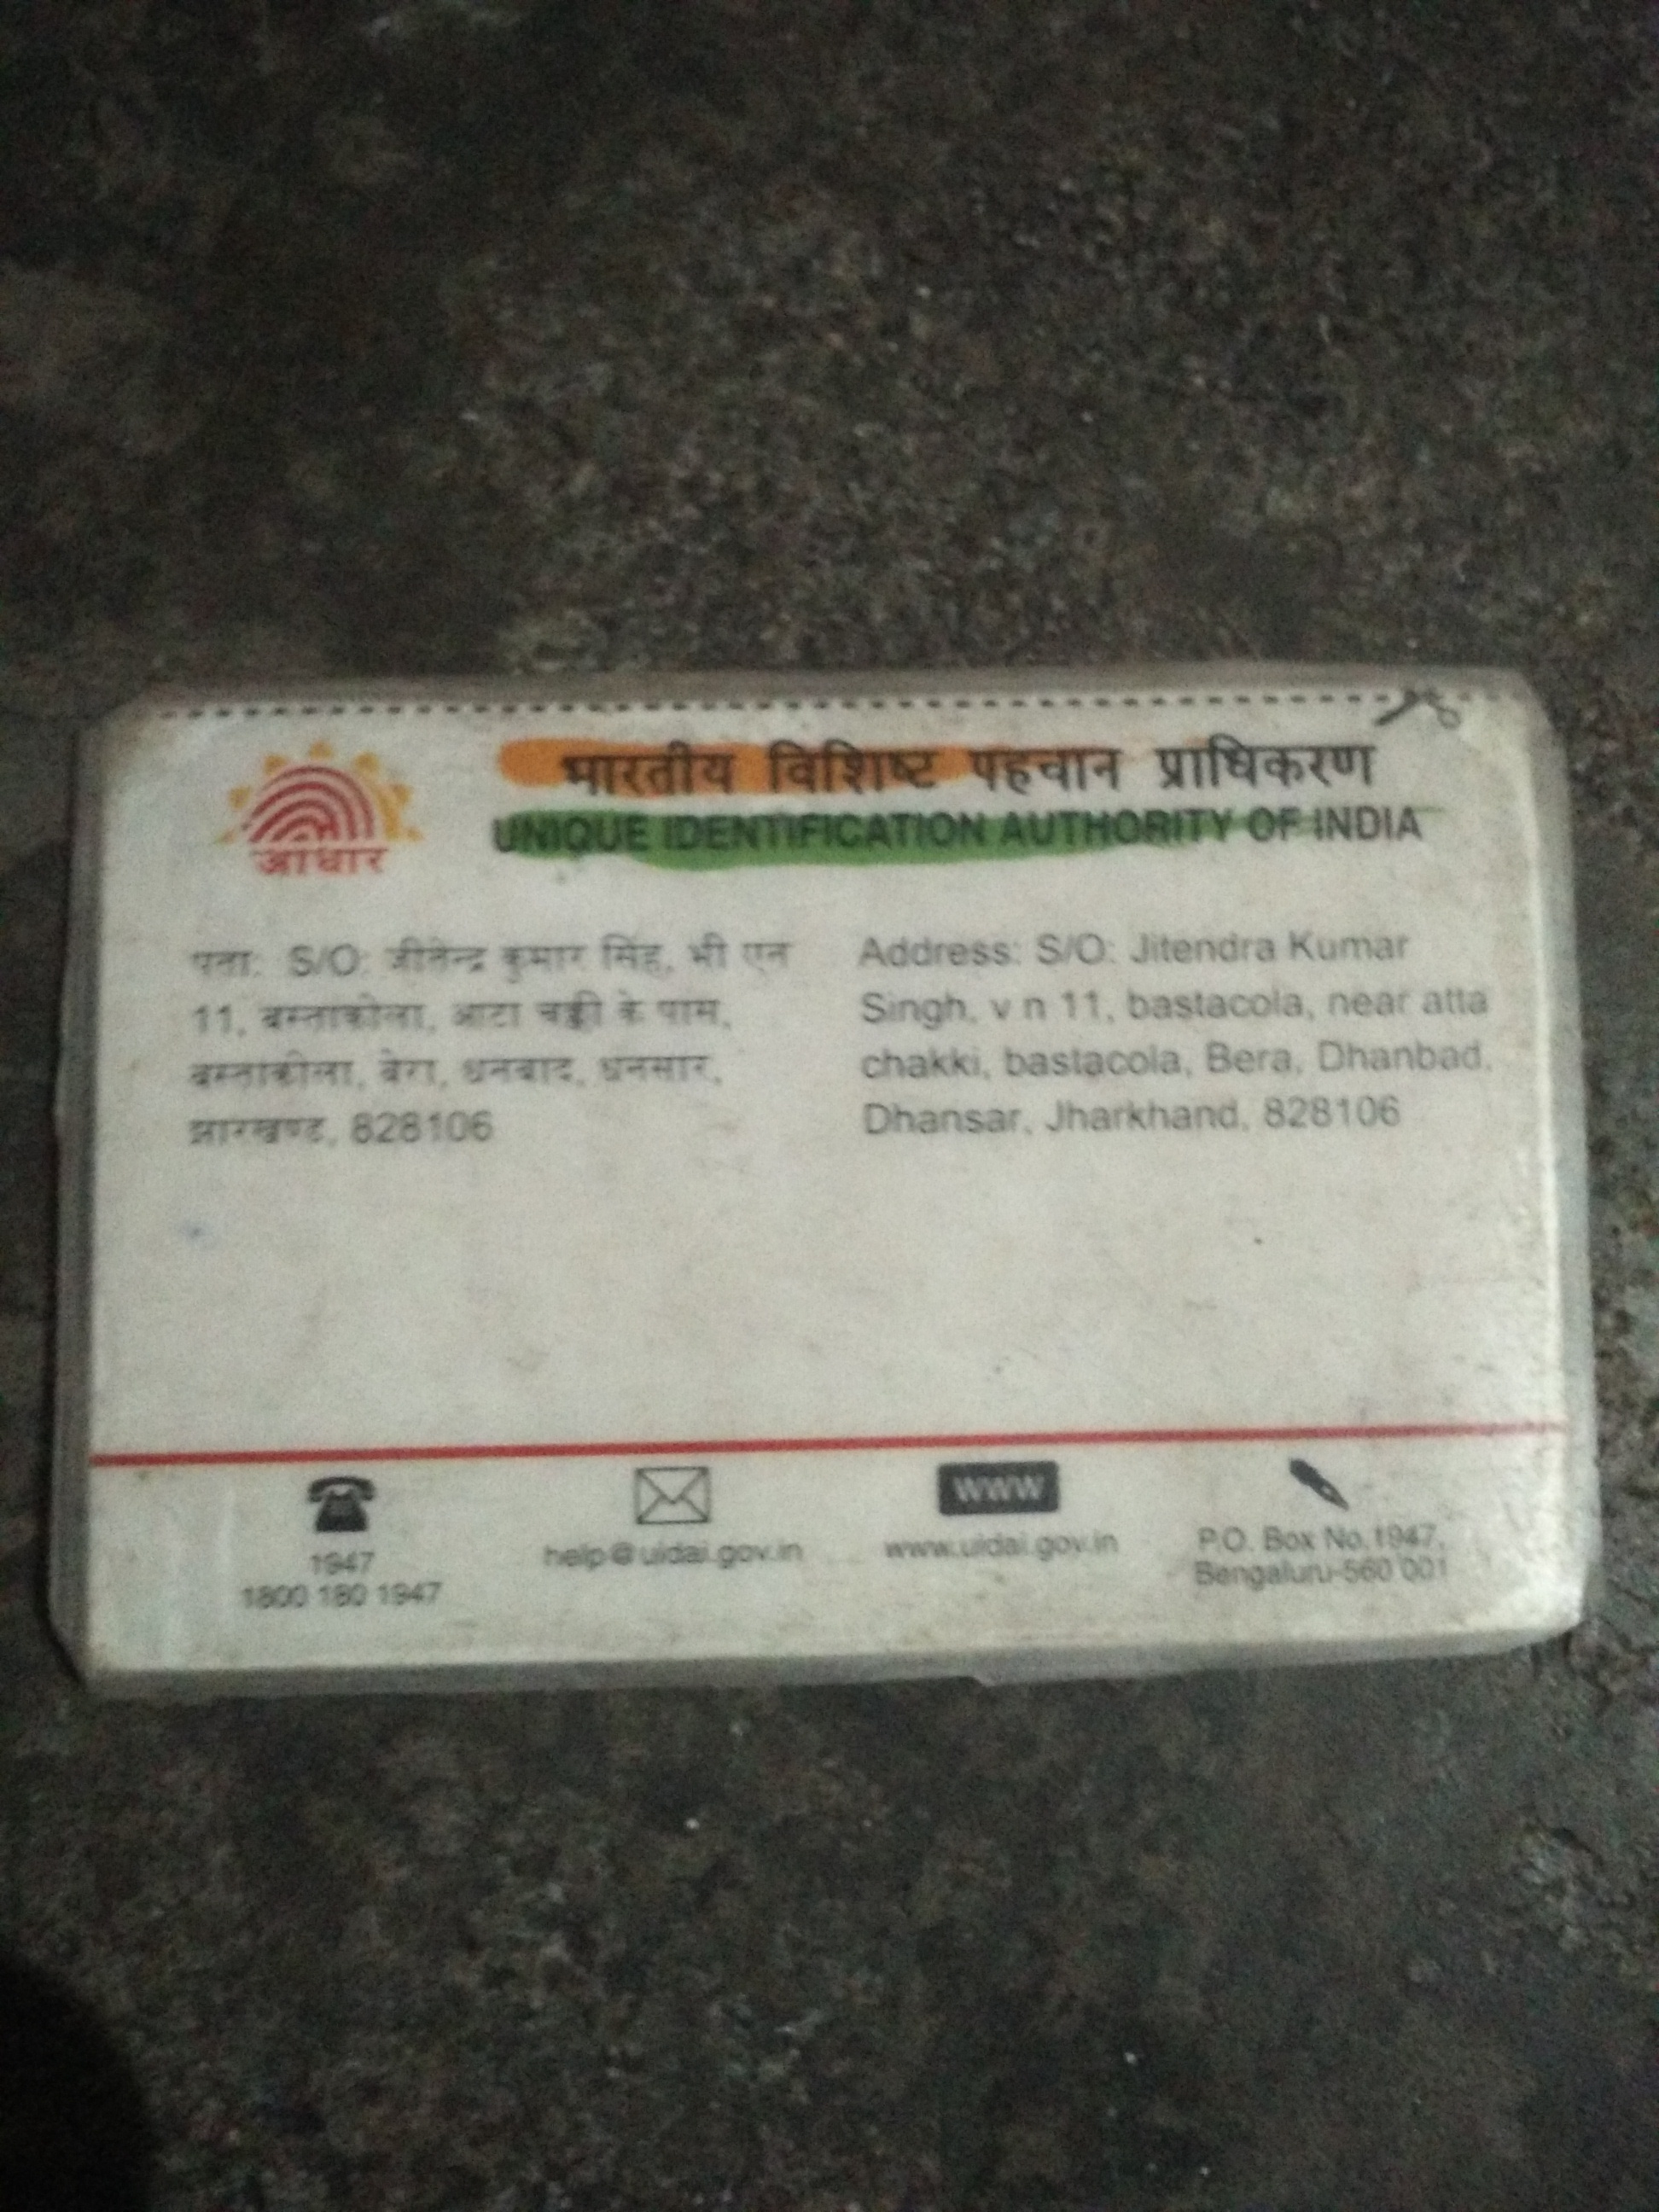 आधार
भारतीय विशिष्ट पहचान प्राधिकरण
UNIQUE IDENTIFICATION AUTHORITY OF INDIA
पता: S/O: जीतेन्द्र कुमार सिंह, भी एन
11, बस्ताकोला, आटा चक्की के पास,
बस्ताकोला, बेरा, धनबाद, धनसार,
झारखण्ड, 828106
Address: S/O: Jitendra Kumar
Singh, v n 11, bastacola, near atta
chakki, bastacola, Bera, Dhanbad,
Dhansar, Jharkhand, 828106
1947
1800 180 1947
help@uidai.gov.in
www
www.uidai.gov.in
P.O. Box No.1947,
Bengaluru-560 001